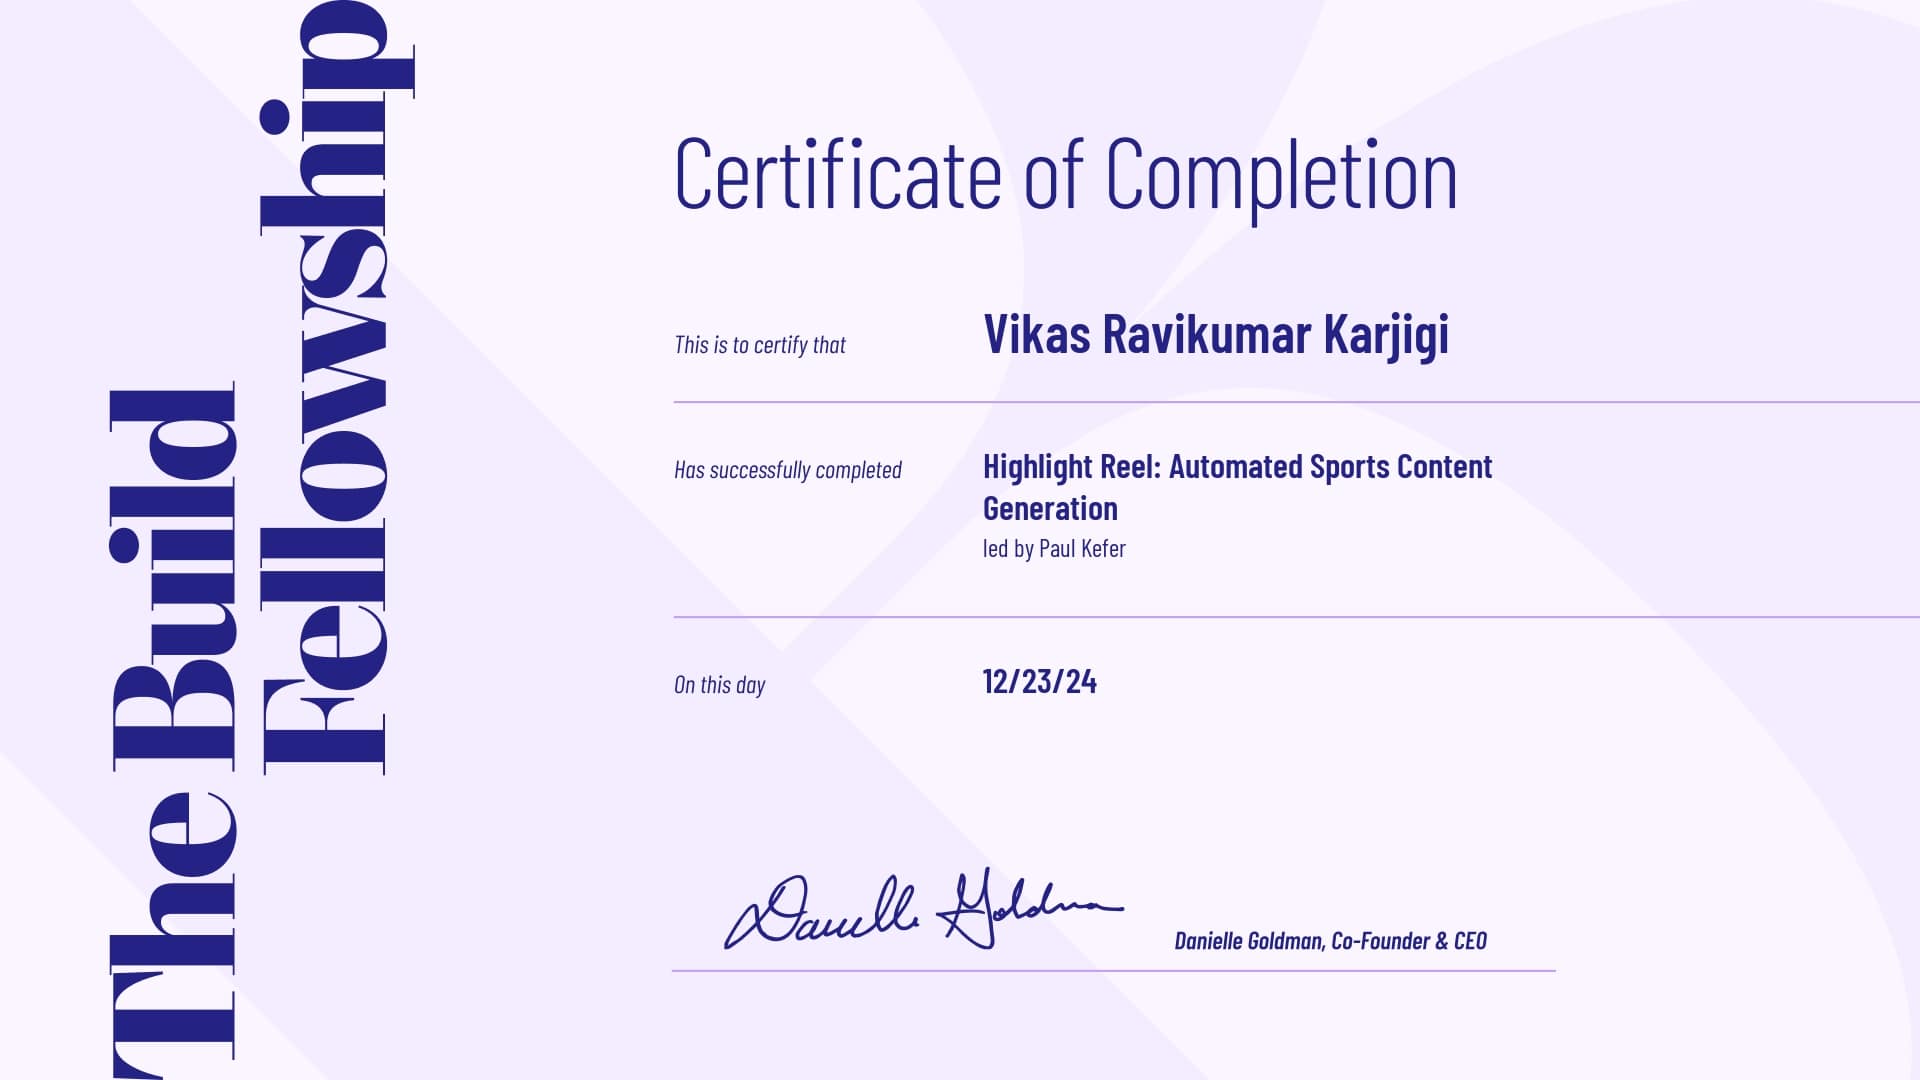 The Build
Fellowship
Certificate of Completion
This is to certify that
Vikas Ravikumar Karjigi
Has successfully completed
Highlight Reel: Automated Sports Content
Generation
led by Paul Kefer
On this day
12/23/24
Danielle Goldman
Danielle Goldman, Co-Founder & CEO